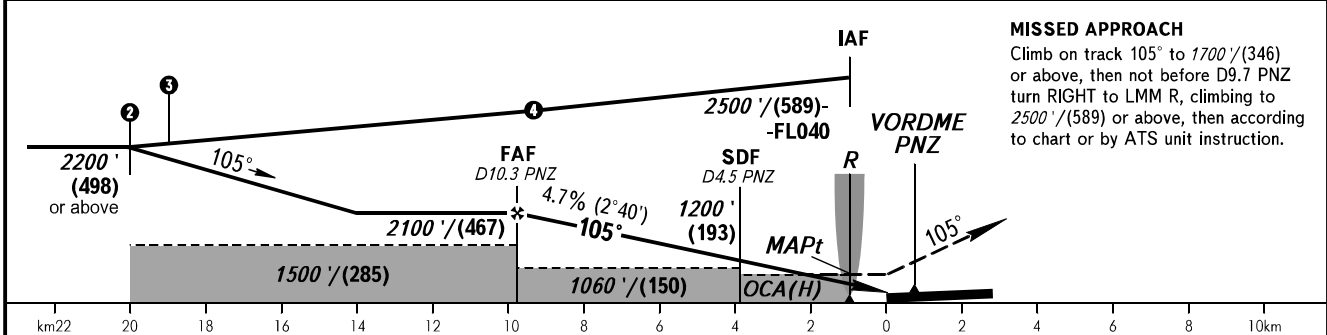 MISSED APPROACH
Climb on track 105° to 1700'/(346)
or above, then not before D9.7 PNZ
turn RIGHT to LMM R, climbing to
2500'/(589) or above, then according
to chart or by ATS unit instruction.
IAF
3
2
4
2500'/(589)-
-FL040
VORDME
PNZ
2200'
(498)
or above
105°
FAF
D10.3 PNZ
SDF
D4.5 PNZ
R
4.7% (2°40')
105°
1200'
(193)
2100'/(467)
MAPt
105°
1500'/(285)
1060'/(150)
OCA(H)
km22 20 18 16 14 12 10 8 6 4 2 0 2 4 6 8 10km